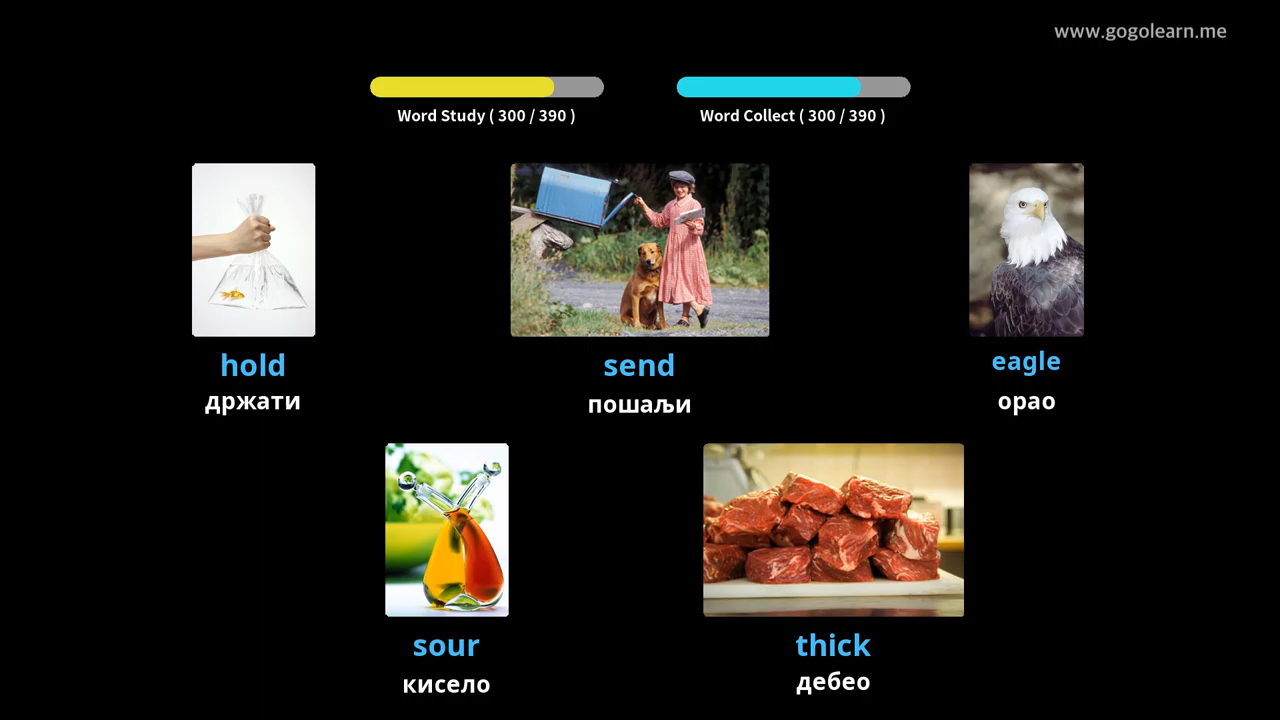 www.gogolearn.me
Word Study ( 300 / 390 )
Word Collect ( 300 / 390 )
hold
држати
send
пошаљи
eagle
орао
sour
кисело
thick
дебео